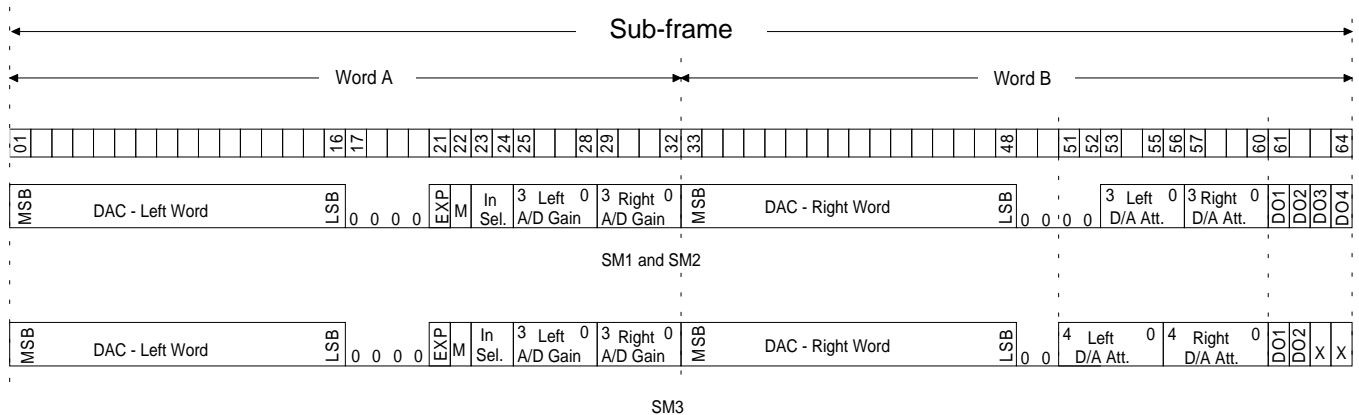 Sub-frame
Word A Word B
01 16 17 21 22 23 24 25 28 29 32 33 48 51 52 53 55 56 57 60 61 64
MSB DAC - Left Word LSB 0 0 0 0 EXP M In Sel. 3 Left 0 A/D Gain 3 Right 0 A/D Gain MSB DAC - Right Word LSB 0 0 0 0 3 Left 0 D/A Att. 3 Right 0 D/A Att. DO1 DO2 DO3 DO4
SM1 and SM2
MSB DAC - Left Word LSB 0 0 0 0 EXP M In Sel. 3 Left 0 A/D Gain 3 Right 0 A/D Gain MSB DAC - Right Word LSB 0 0 4 Left 0 D/A Att. 4 Right 0 D/A Att. DO1 DO2 X X
SM3